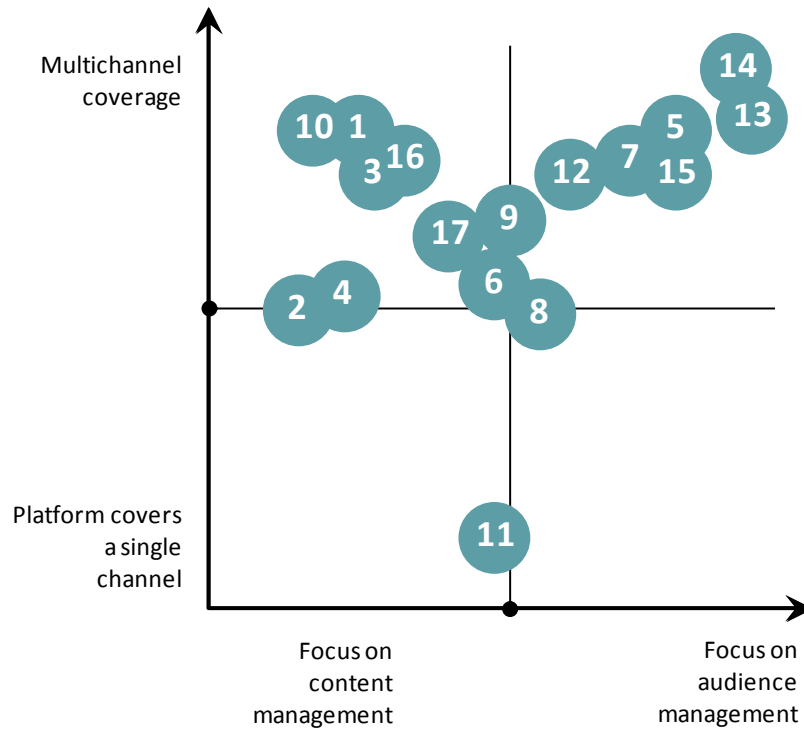 Multichannel
coverage
14
13
10 1
5
3 16
12 7 15
17 9
2 4
6
8
11
Platform covers
a single
channel
Focus on
content
management
Focus on
audience
management